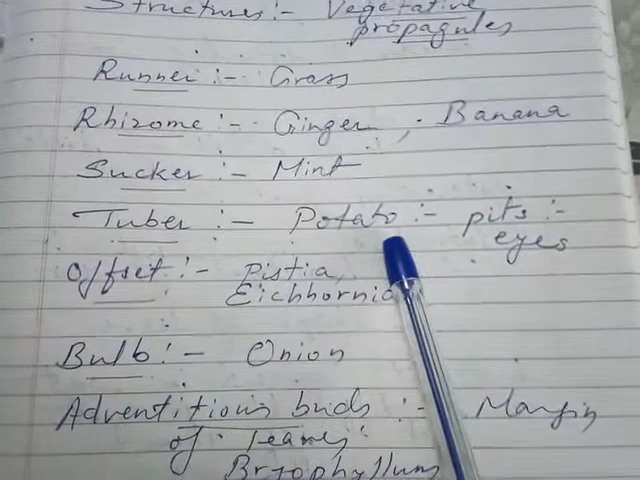 Structures:- Vegetative
propagules
Runner :- Grass
Rhizome :- Ginger, Banana
Sucker :- Mint
Tuber :- Potato :- pits :-
eyes
Offset :- Pistia,
Eichhornia
Bulb :- Onion
Adventitious buds :- Margin
of leaves
Bryophyllum